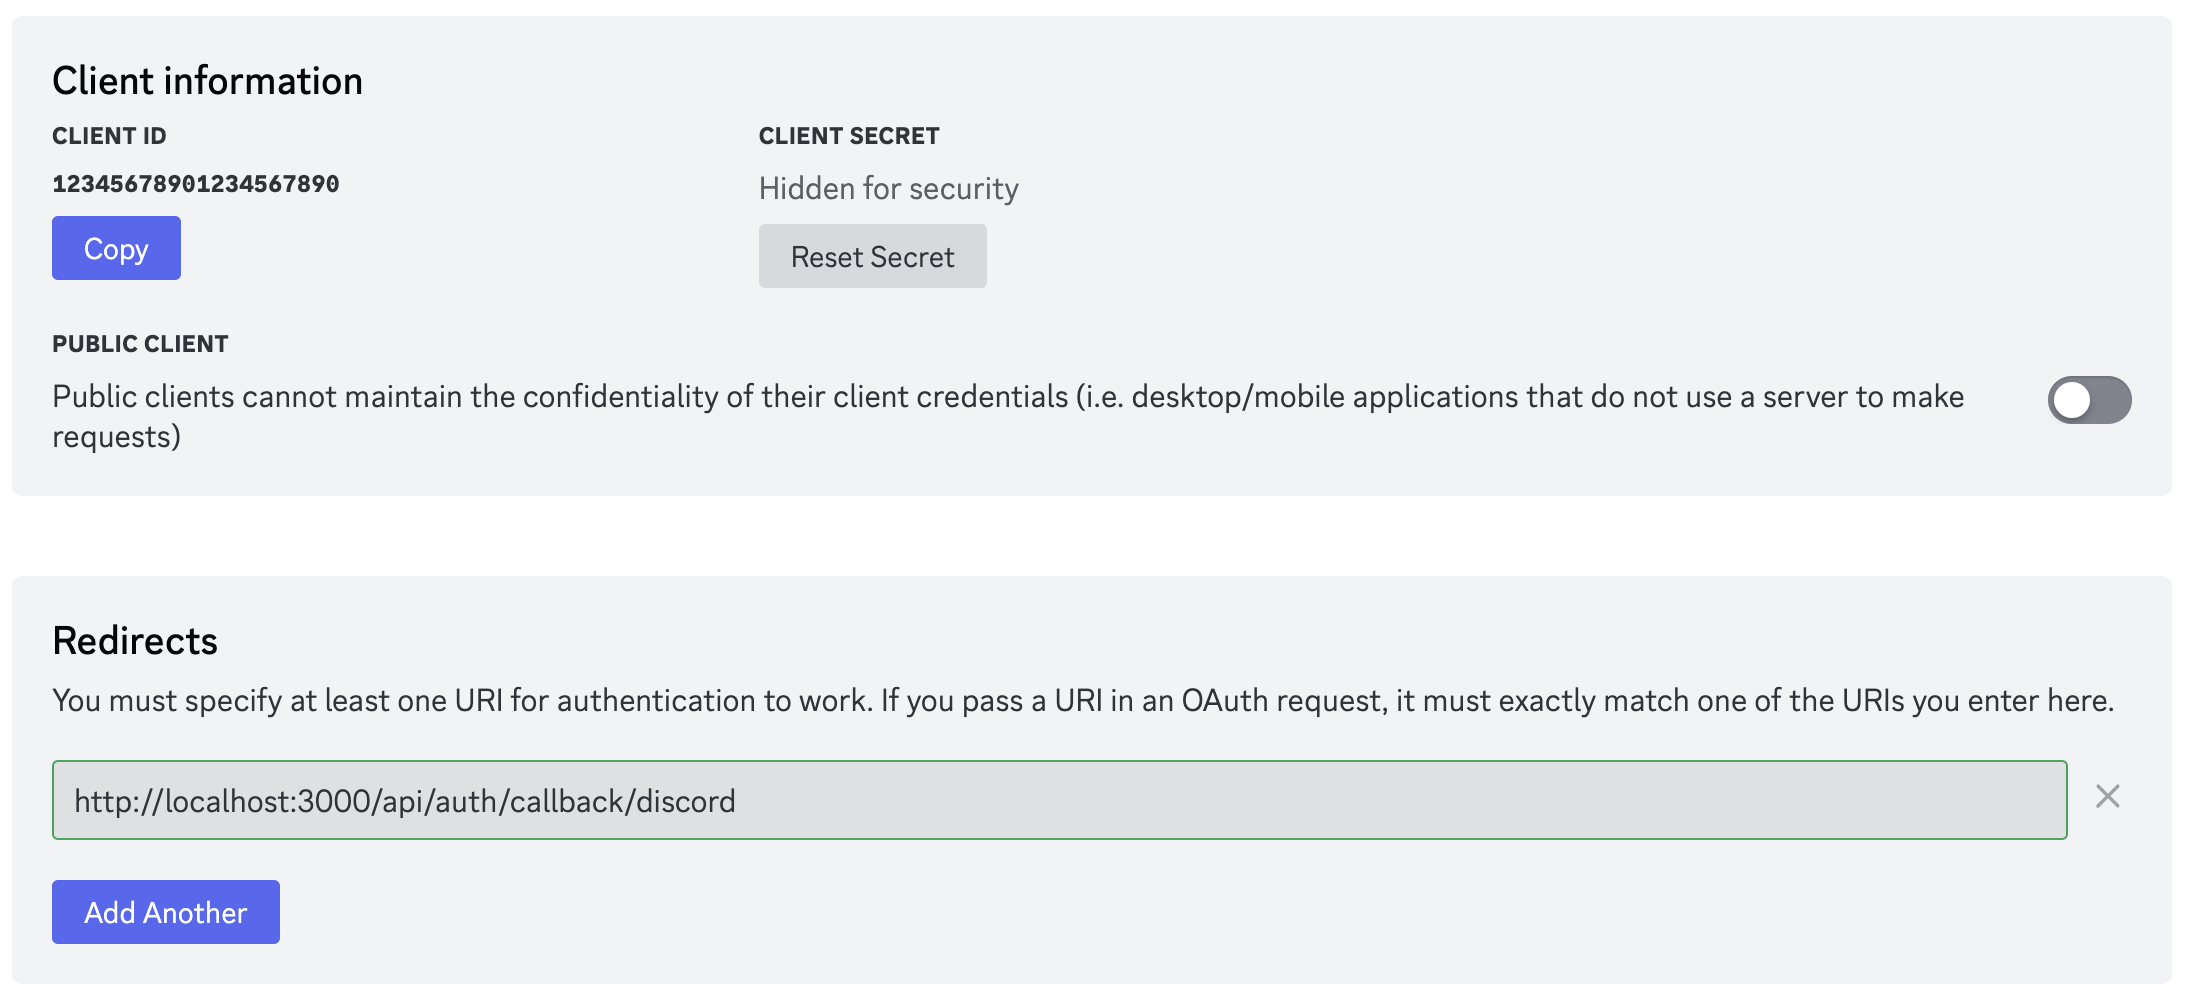 Client information
CLIENT ID
CLIENT SECRET
12345678901234567890
Hidden for security
Copy
Reset Secret
PUBLIC CLIENT
Public clients cannot maintain the confidentiality of their client credentials (i.e. desktop/mobile applications that do not use a server to make
requests)
Redirects
You must specify at least one URI for authentication to work. If you pass a URI in an OAuth request, it must exactly match one of the URIs you enter here.
http://localhost:3000/api/auth/callback/discord
Add Another